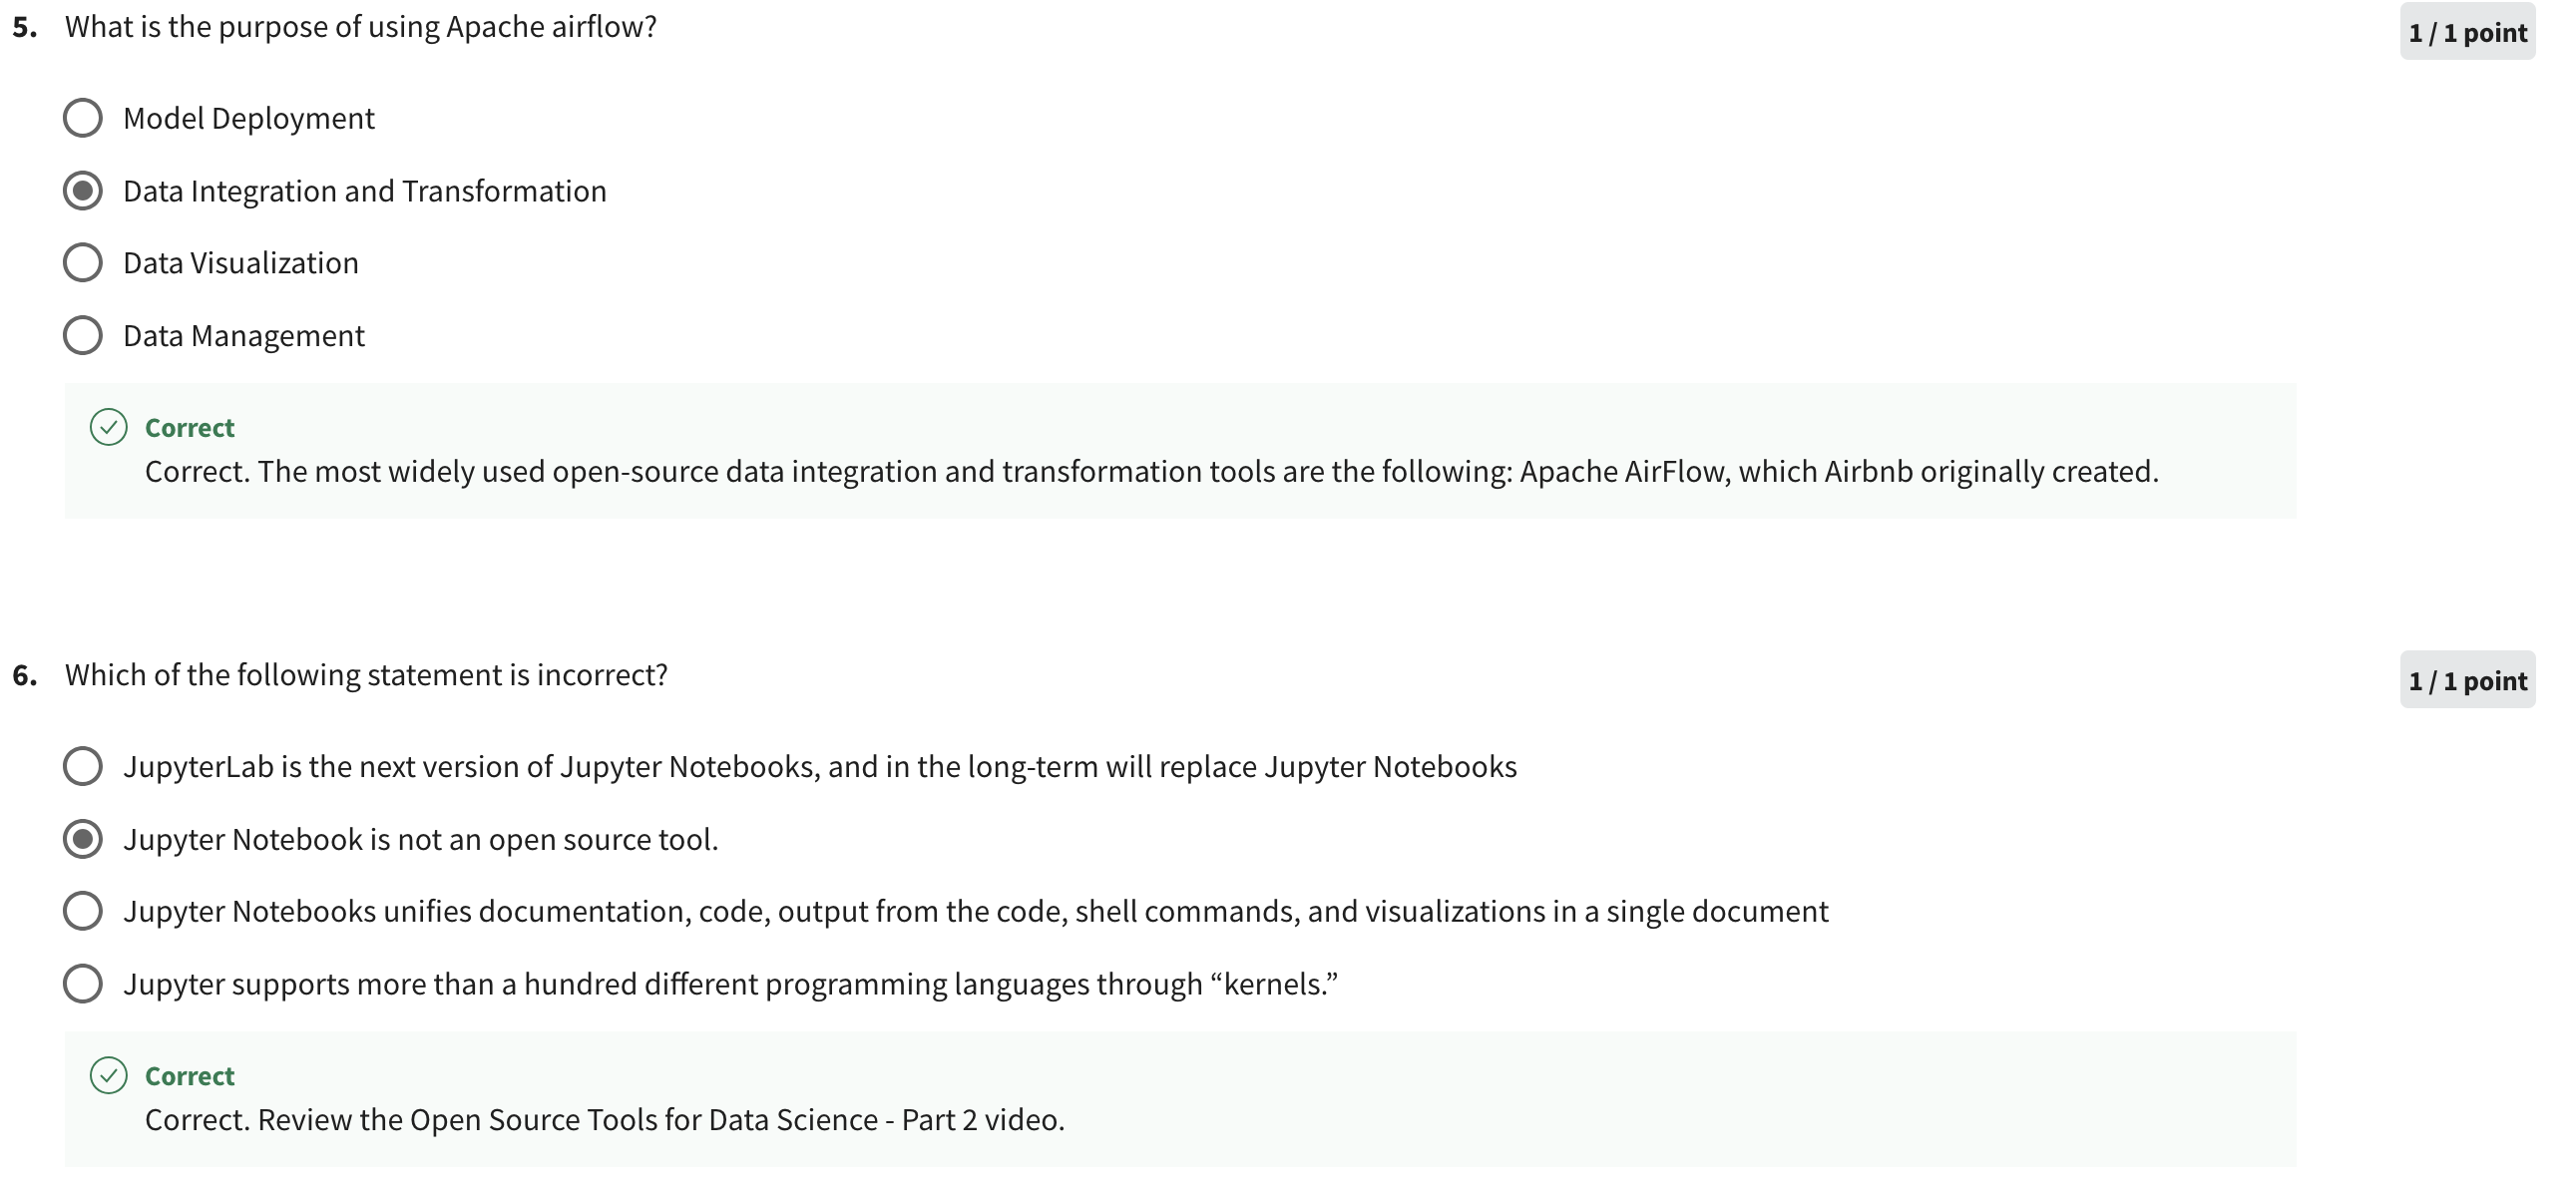 5. What is the purpose of using Apache airflow?
1 / 1 point
Model Deployment
Data Integration and Transformation
Data Visualization
Data Management
Correct
Correct. The most widely used open-source data integration and transformation tools are the following: Apache AirFlow, which Airbnb originally created.
6. Which of the following statement is incorrect?
1 / 1 point
JupyterLab is the next version of Jupyter Notebooks, and in the long-term will replace Jupyter Notebooks
Jupyter Notebook is not an open source tool.
Jupyter Notebooks unifies documentation, code, output from the code, shell commands, and visualizations in a single document
Jupyter supports more than a hundred different programming languages through “kernels.”
Correct
Correct. Review the Open Source Tools for Data Science - Part 2 video.